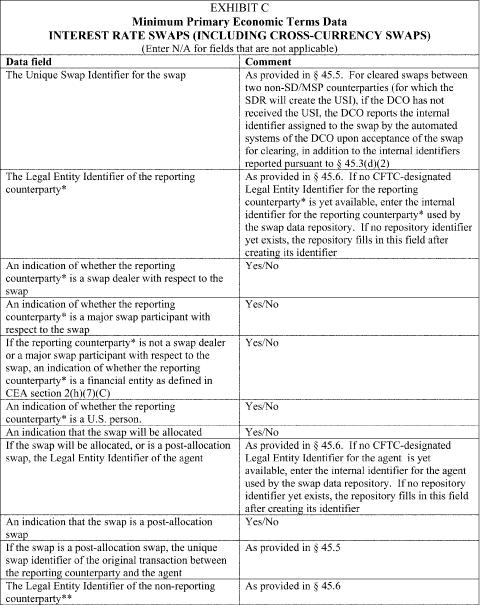 EXHIBIT C
Minimum Primary Economic Terms Data
INTEREST RATE SWAPS (INCLUDING CROSS-CURRENCY SWAPS)
(Enter N/A for fields that are not applicable)
Data field
Comment
The Unique Swap Identifier for the swap
As provided in § 45.5. For cleared swaps between
two non-SD/MSP counterparties (for which the
SDR will create the USI), if the DCO has not
received the USI, the DCO reports the internal
identifier assigned to the swap by the automated
systems of the DCO upon acceptance of the swap
for clearing, in addition to the internal identifiers
reported pursuant to § 45.3(d)(2)
The Legal Entity Identifier of the reporting
counterparty*
As provided in § 45.6. If no CFTC-designated
Legal Entity Identifier for the reporting
counterparty* is yet available, enter the internal
identifier for the reporting counterparty* used by
the swap data repository. If no repository identifier
yet exists, the repository fills in this field after
creating its identifier
An indication of whether the reporting
counterparty* is a swap dealer with respect to the
swap
Yes/No
An indication of whether the reporting
counterparty* is a major swap participant with
respect to the swap
Yes/No
If the reporting counterparty* is not a swap dealer
or a major swap participant with respect to the
swap, an indication of whether the reporting
counterparty* is a financial entity as defined in
CEA section 2(h)(7)(C)
Yes/No
An indication of whether the reporting
counterparty* is a U.S. person.
Yes/No
An indication that the swap will be allocated
Yes/No
If the swap will be allocated, or is a post-allocation
swap, the Legal Entity Identifier of the agent
As provided in § 45.6. If no CFTC-designated
Legal Entity Identifier for the agent is yet
available, enter the internal identifier for the agent
used by the swap data repository. If no repository
identifier yet exists, the repository fills in this field
after creating its identifier
An indication that the swap is a post-allocation
swap
Yes/No
If the swap is a post-allocation swap, the unique
swap identifier of the original transaction between
the reporting counterparty and the agent
As provided in § 45.5
The Legal Entity Identifier of the non-reporting
counterparty**
As provided in § 45.6